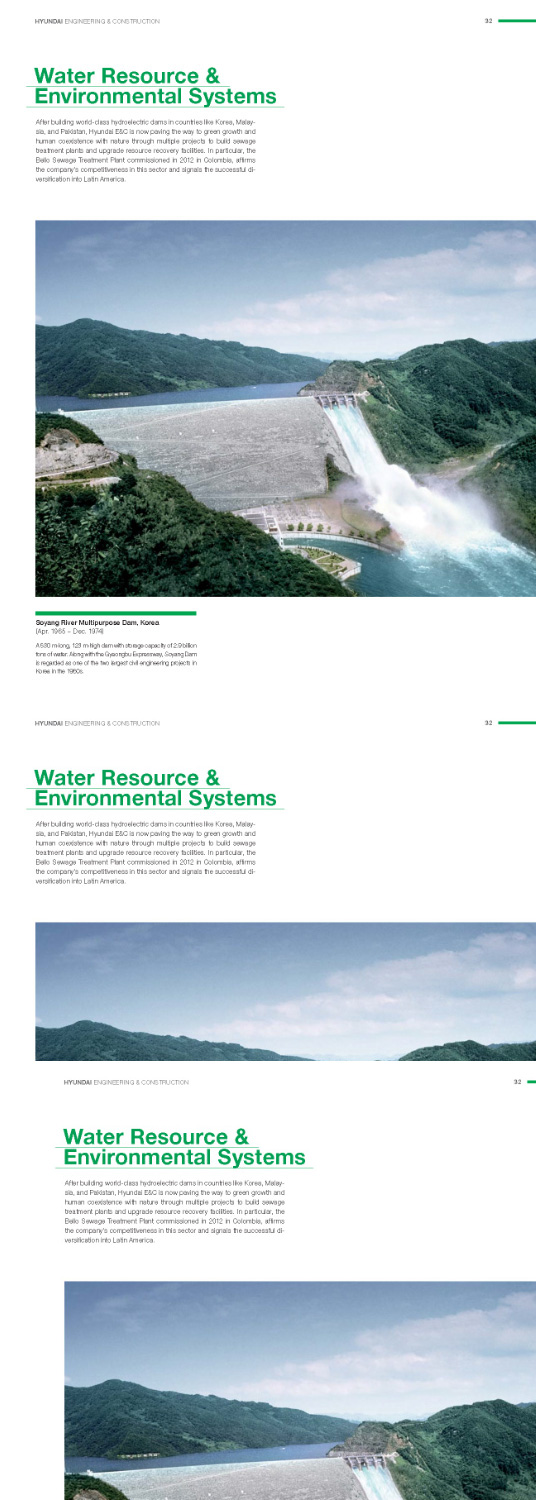 HYUNDAI ENGINEERING & CONSTRUCTION
32
Water Resource &
Environmental Systems
After building world-class hydroelectric dams in countries like Korea, Malay-
sia, and Pakistan, Hyundai E&C is now paving the way to green growth and
human coexistence with nature through multiple projects to build sewage
treatment plants and upgrade resource recovery facilities. In particular, the
Bello Sewage Treatment Plant commissioned in 2012 in Colombia, affirms
the company's competitiveness in this sector and signals the successful di-
versification into Latin America.
Soyang River Multipurpose Dam, Korea
(Apr. 1965 – Dec. 1974)
A 530 m-long, 123 m-high dam with storage capacity of 2.9 billion
tons of water. Along with the Gyeongbu Expressway, Soyang Dam
is regarded as one of the two largest civil engineering projects in
Korea in the 1960s.
HYUNDAI ENGINEERING & CONSTRUCTION
32
Water Resource &
Environmental Systems
After building world-class hydroelectric dams in countries like Korea, Malay-
sia, and Pakistan, Hyundai E&C is now paving the way to green growth and
human coexistence with nature through multiple projects to build sewage
treatment plants and upgrade resource recovery facilities. In particular, the
Bello Sewage Treatment Plant commissioned in 2012 in Colombia, affirms
the company's competitiveness in this sector and signals the successful di-
versification into Latin America.
HYUNDAI ENGINEERING & CONSTRUCTION
32
Water Resource &
Environmental Systems
After building world-class hydroelectric dams in countries like Korea, Malay-
sia, and Pakistan, Hyundai E&C is now paving the way to green growth and
human coexistence with nature through multiple projects to build sewage
treatment plants and upgrade resource recovery facilities. In particular, the
Bello Sewage Treatment Plant commissioned in 2012 in Colombia, affirms
the company's competitiveness in this sector and signals the successful di-
versification into Latin America.